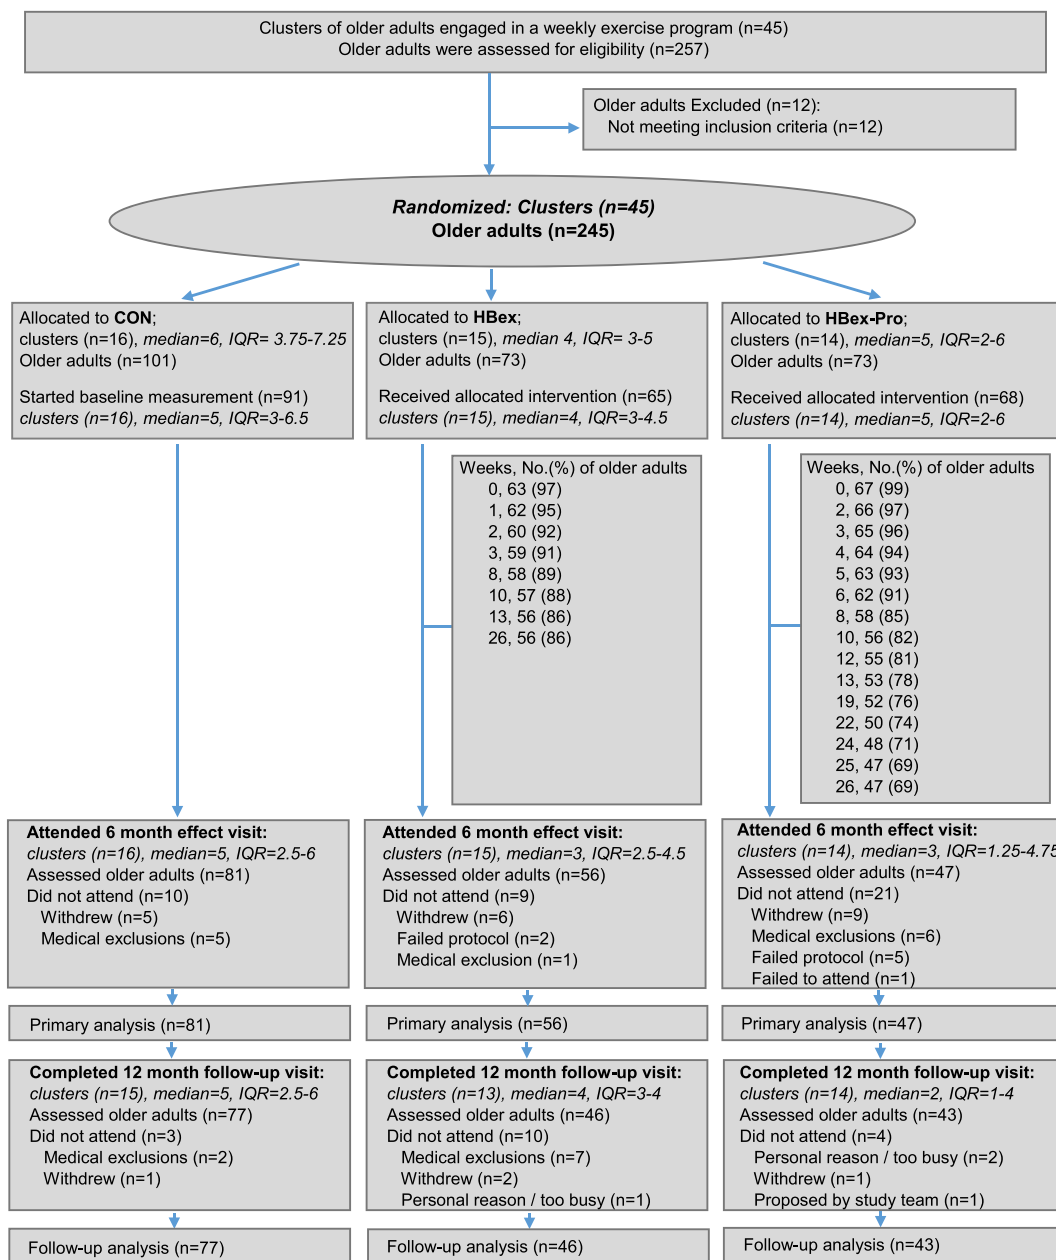 Clusters of older adults engaged in a weekly exercise program (n=45)
Older adults were assessed for eligibility (n=257)
Older adults Excluded (n=12):
Not meeting inclusion criteria (n=12)
Randomized: Clusters (n=45)
Older adults (n=245)
Allocated to CON;
clusters (n=16), median=6, IQR= 3.75-7.25
Older adults (n=101)
Started baseline measurement (n=91)
clusters (n=16), median=5, IQR=3-6.5
Allocated to HBex;
clusters (n=15), median 4, IQR= 3-5
Older adults (n=73)
Received allocated intervention (n=65)
clusters (n=15), median=4, IQR=3-4.5
Allocated to HBex-Pro;
clusters (n=14), median=5, IQR=2-6
Older adults (n=73)
Received allocated intervention (n=68)
clusters (n=14), median=5, IQR=2-6
Weeks, No.(%) of older adults
0, 63 (97)
1, 62 (95)
2, 60 (92)
3, 59 (91)
8, 58 (89)
10, 57 (88)
13, 56 (86)
26, 56 (86)
Weeks, No.(%) of older adults
0, 67 (99)
2, 66 (97)
3, 65 (96)
4, 64 (94)
5, 63 (93)
6, 62 (91)
8, 58 (85)
10, 56 (82)
12, 55 (81)
13, 53 (78)
19, 52 (76)
22, 50 (74)
24, 48 (71)
25, 47 (69)
26, 47 (69)
Attended 6 month effect visit:
clusters (n=16), median=5, IQR=2.5-6
Assessed older adults (n=81)
Did not attend (n=10)
Withdrew (n=5)
Medical exclusions (n=5)
Attended 6 month effect visit:
clusters (n=15), median=3, IQR=2.5-4.5
Assessed older adults (n=56)
Did not attend (n=9)
Withdrew (n=6)
Failed protocol (n=2)
Medical exclusion (n=1)
Attended 6 month effect visit:
clusters (n=14), median=3, IQR=1.25-4.75
Assessed older adults (n=47)
Did not attend (n=21)
Withdrew (n=9)
Medical exclusions (n=6)
Failed protocol (n=5)
Failed to attend (n=1)
Primary analysis (n=81)
Primary analysis (n=56)
Primary analysis (n=47)
Completed 12 month follow-up visit:
clusters (n=15), median=5, IQR=2.5-6
Assessed older adults (n=77)
Did not attend (n=3)
Medical exclusions (n=2)
Withdrew (n=1)
Completed 12 month follow-up visit:
clusters (n=13), median=4, IQR=3-4
Assessed older adults (n=46)
Did not attend (n=10)
Medical exclusions (n=7)
Withdrew (n=2)
Personal reason / too busy (n=1)
Completed 12 month follow-up visit:
clusters (n=14), median=2, IQR=1-4
Assessed older adults (n=43)
Did not attend (n=4)
Personal reason / too busy (n=2)
Withdrew (n=1)
Proposed by study team (n=1)
Follow-up analysis (n=77)
Follow-up analysis (n=46)
Follow-up analysis (n=43)